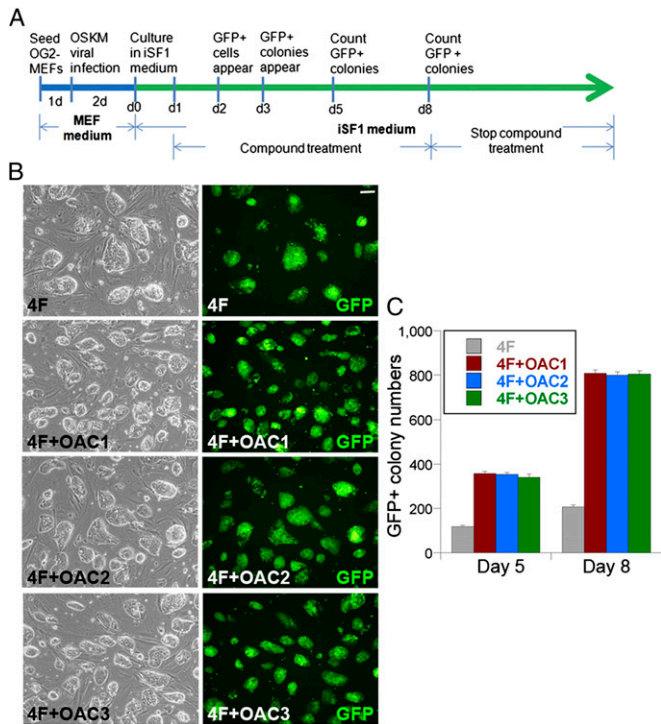 A
Seed
OG2-
MEFs
OSKM
viral
infection
Culture
in iSF1
medium
GFP+
cells
appear
GFP+
colonies
appear
Count
GFP+
colonies
Count
GFP+
colonies
1d
2d
d0
d1
d2
d3
d5
d8
MEF
medium
iSF1 medium
Compound treatment
Stop compound
treatment
B
4F
4F
GFP
4F+OAC1
4F+OAC1
GFP
4F+OAC2
4F+OAC2
GFP
4F+OAC3
4F+OAC3
GFP
C
GFP+ colony numbers
1,000
800
600
400
200
0
4F
4F+OAC1
4F+OAC2
4F+OAC3
Day 5
Day 8